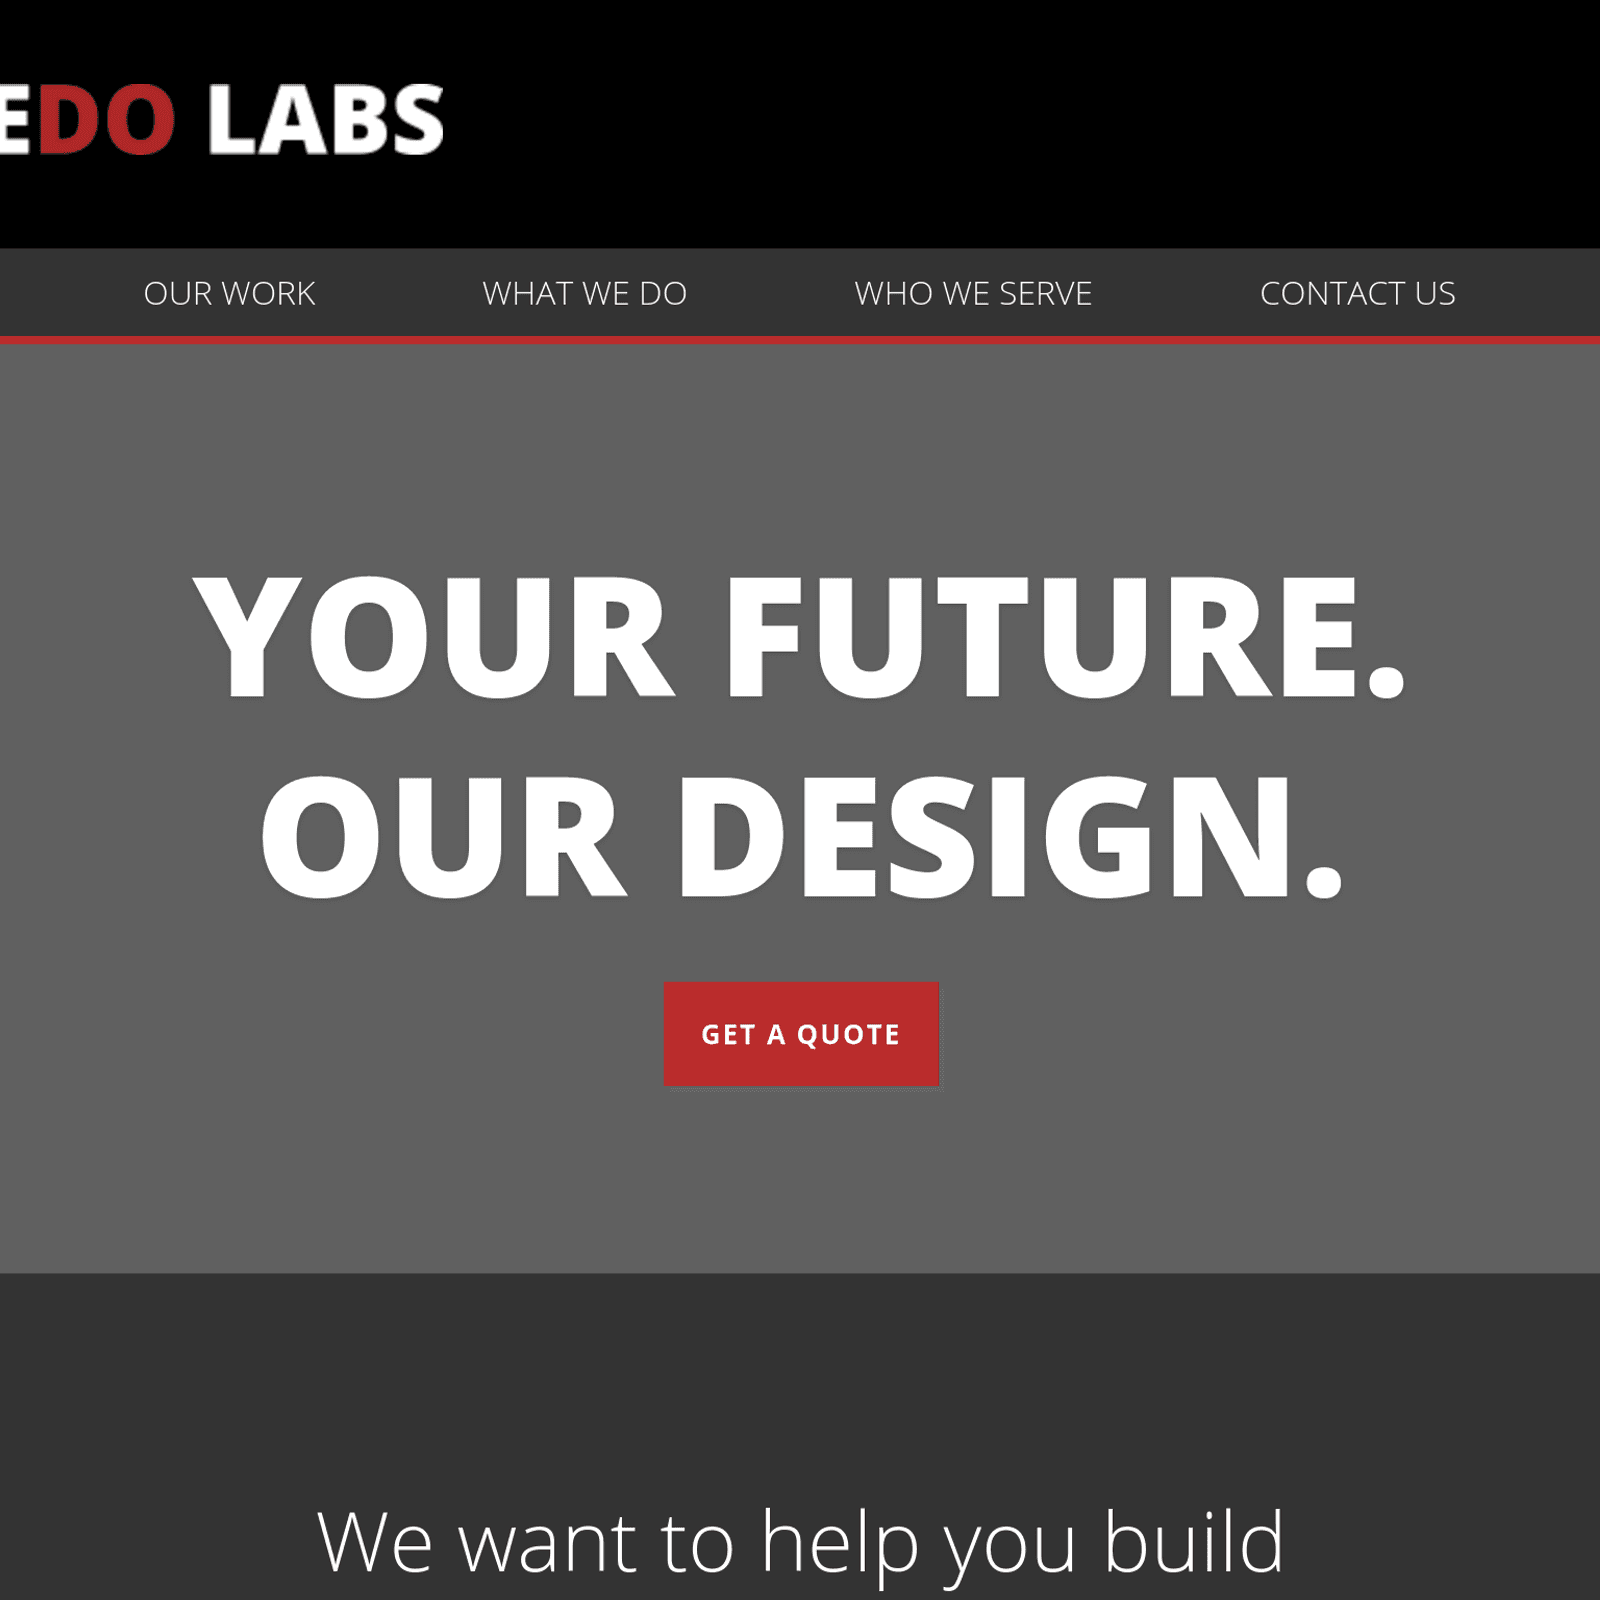 EDO LABS
OUR WORK WHAT WE DO WHO WE SERVE CONTACT US
YOUR FUTURE.
OUR DESIGN.
GET A QUOTE
We want to help you build